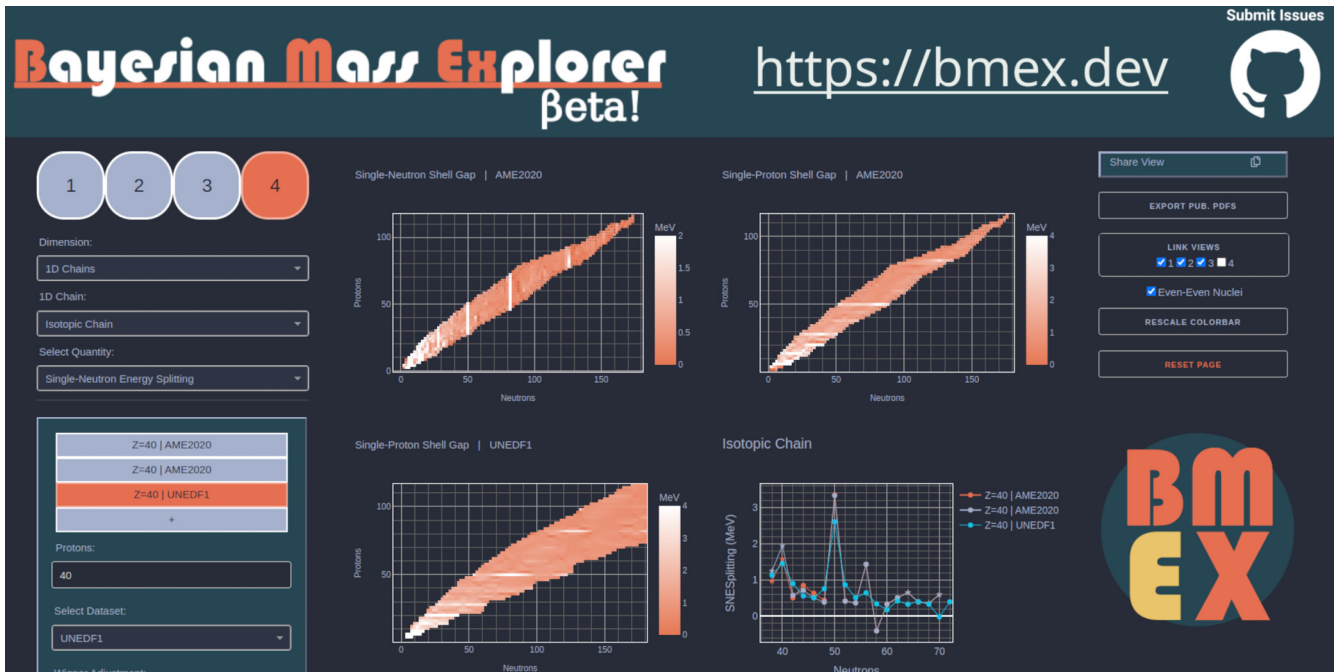 Submit Issues
Bayesian Mass Explorer
βeta!
https://bmex.dev
1 2 3 4
Dimension:
1D Chains
1D Chain:
Isotopic Chain
Select Quantity:
Single-Neutron Energy Splitting
Z=40 | AME2020
Z=40 | AME2020
Z=40 | UNEDF1
+
Protons:
40
Select Dataset:
UNEDF1
Single-Neutron Shell Gap | AME2020
MeV
2
1.5
1
0.5
0
100
50
0
Protons
0 50 100 150
Neutrons
Single-Proton Shell Gap | AME2020
MeV
4
3
2
1
0
100
50
0
Protons
0 50 100 150
Neutrons
Single-Proton Shell Gap | UNEDF1
MeV
4
3
2
1
0
100
50
Protons
0 50 100 150
Neutrons
Isotopic Chain
3
2
1
0
SNESplitting (MeV)
40 50 60 70
Neutrons
Z=40 | AME2020
Z=40 | AME2020
Z=40 | UNEDF1
Share View
EXPORT PUB. PDFS
LINK VIEWS
1 2 3 4
Even-Even Nuclei
RESCALE COLORBAR
RESET PAGE
BM
EX